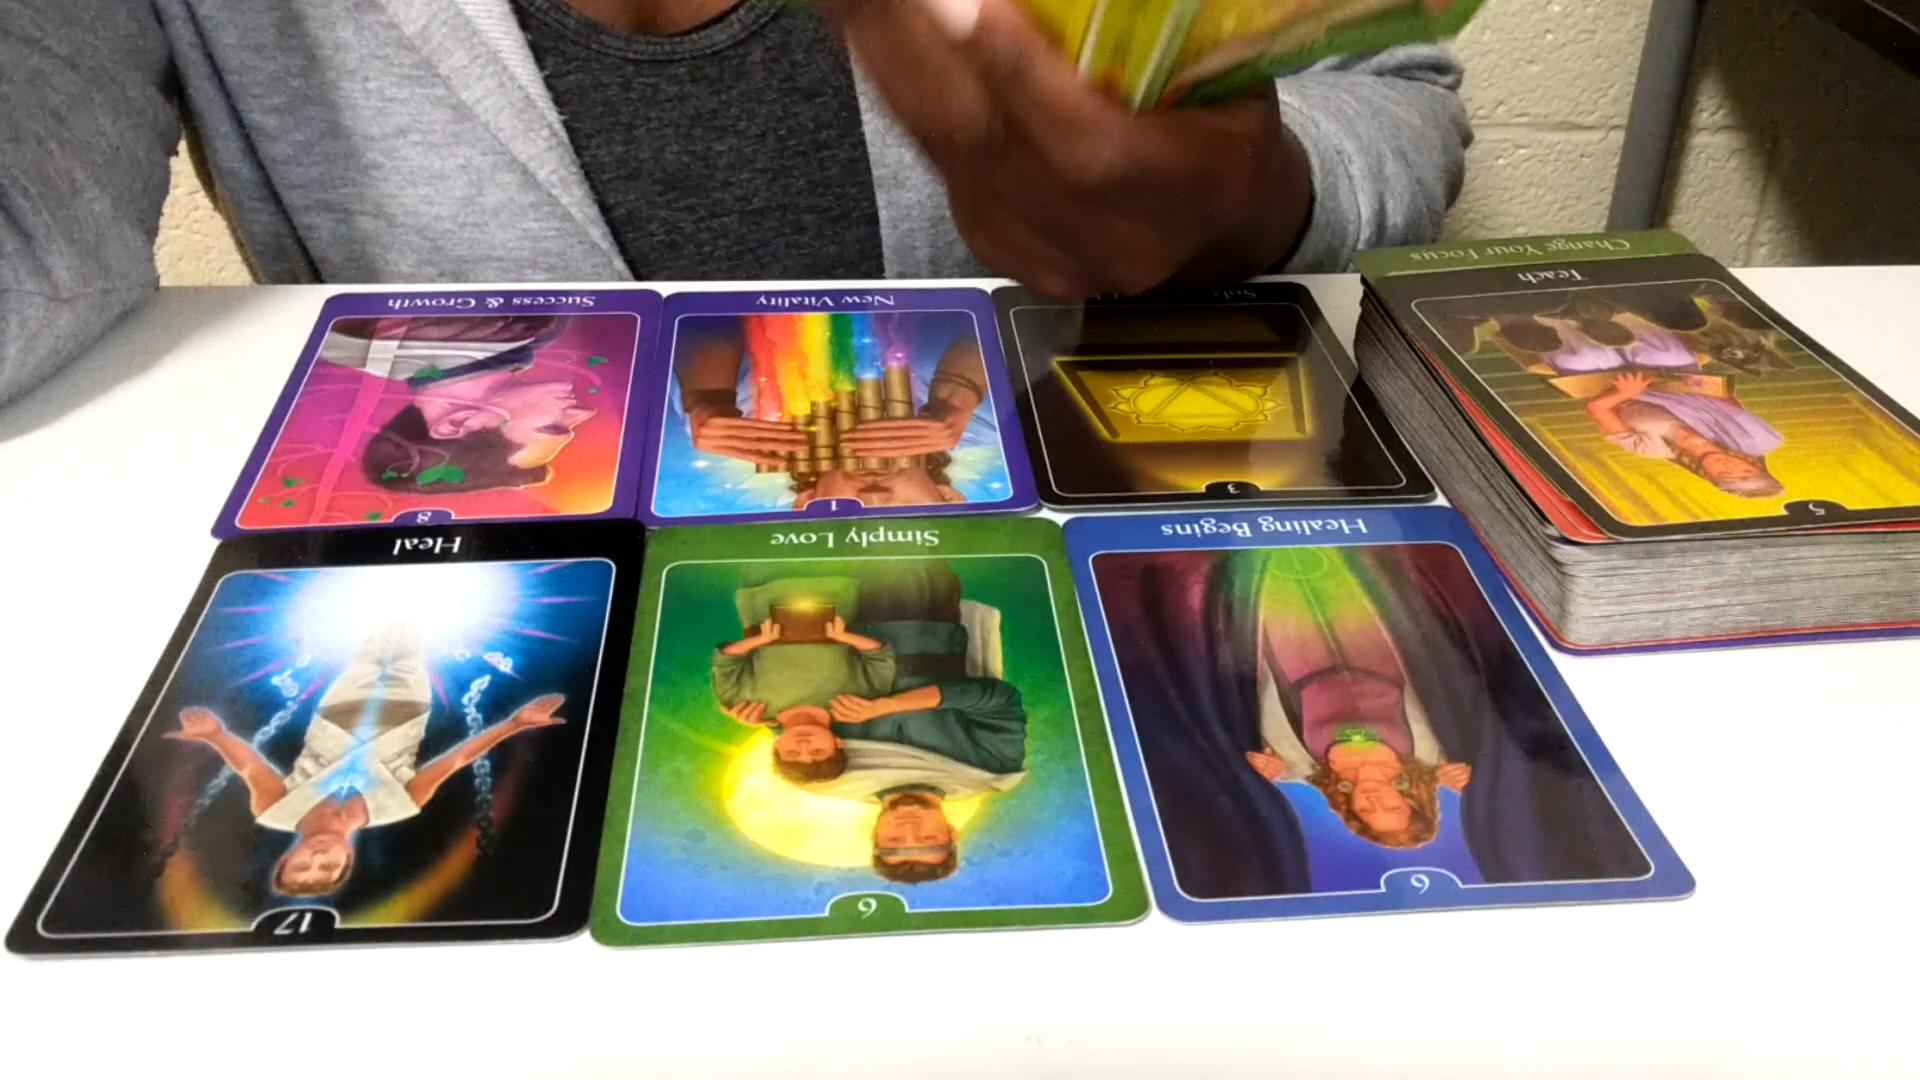 Change Your Focus
Teach
5
Success & Growth
8
New Vitality
1
3
Heal
17
Simply Love
6
Healing Begins
6